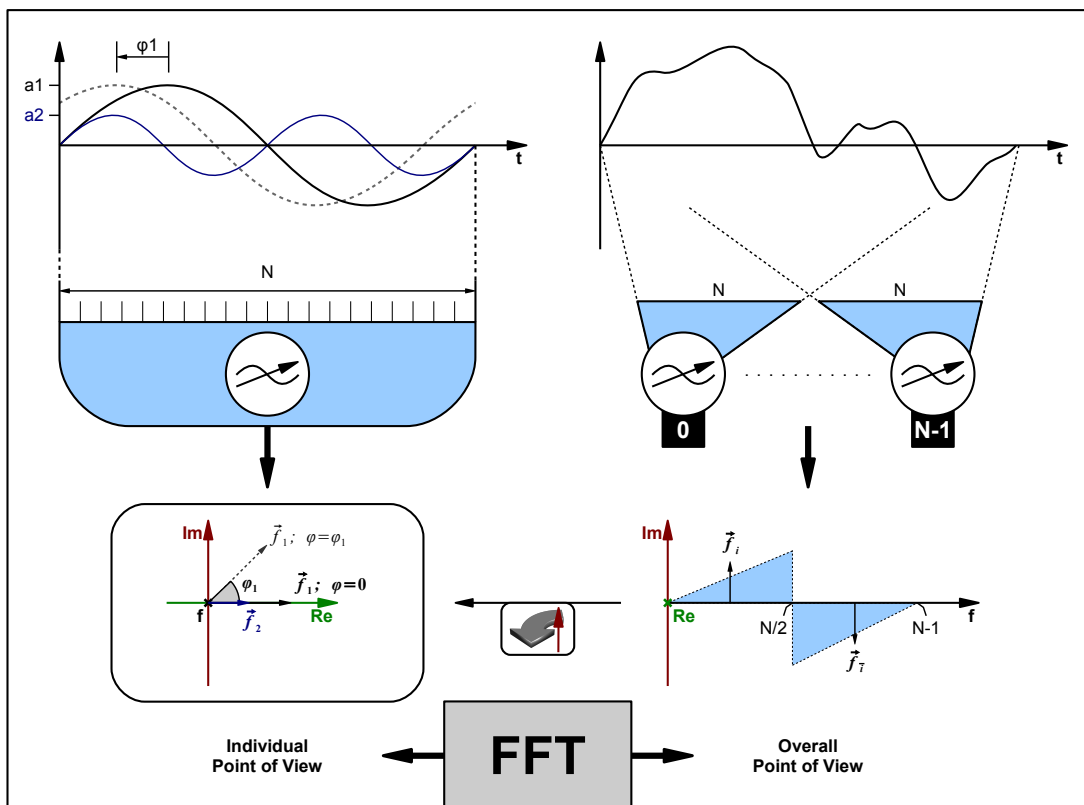 φ1
a1
a2
t
t
N
N
N
0
N-1
Im
f⃗ 1 ; φ=φ1
φ1
f⃗ 1 ; φ=0
f
f⃗ 2
Re
Im
f⃗ i
Re
N/2
N-1
f
f⃗ i̅
Individual
Point of View
FFT
Overall
Point of View